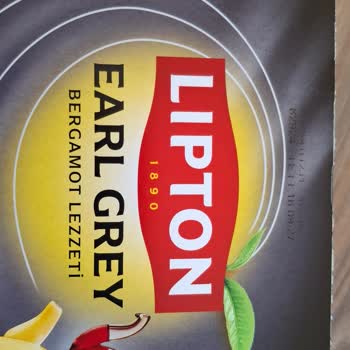 LIPTON
1890
EARL GREY
BERGAMOT LEZZETİ